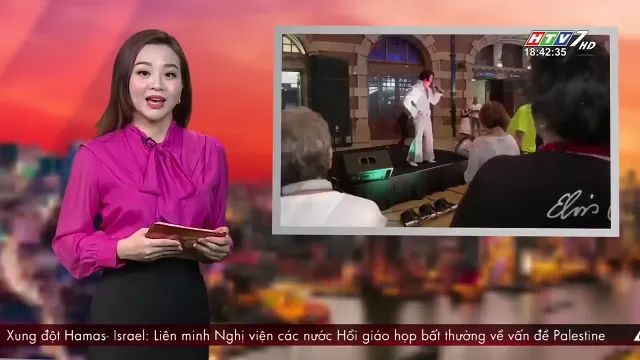 HTV7 HD
18:42:35
Elvis
Xung đột Hamas- Israel: Liên minh Nghị viện các nước Hồi giáo họp bất thường về vấn đề Palestine